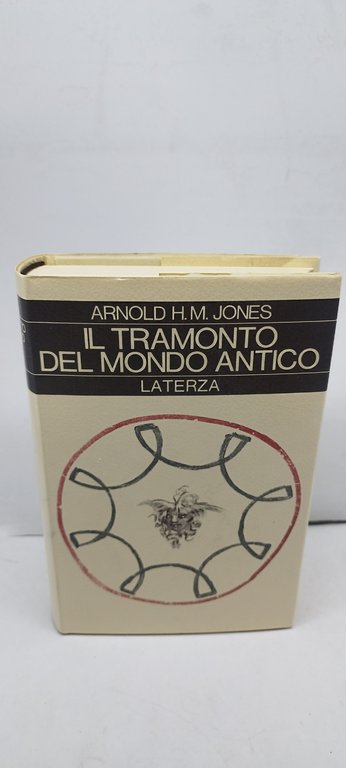 ARNOLD H.M. JONES
IL TRAMONTO
DEL MONDO ANTICO
LATERZA